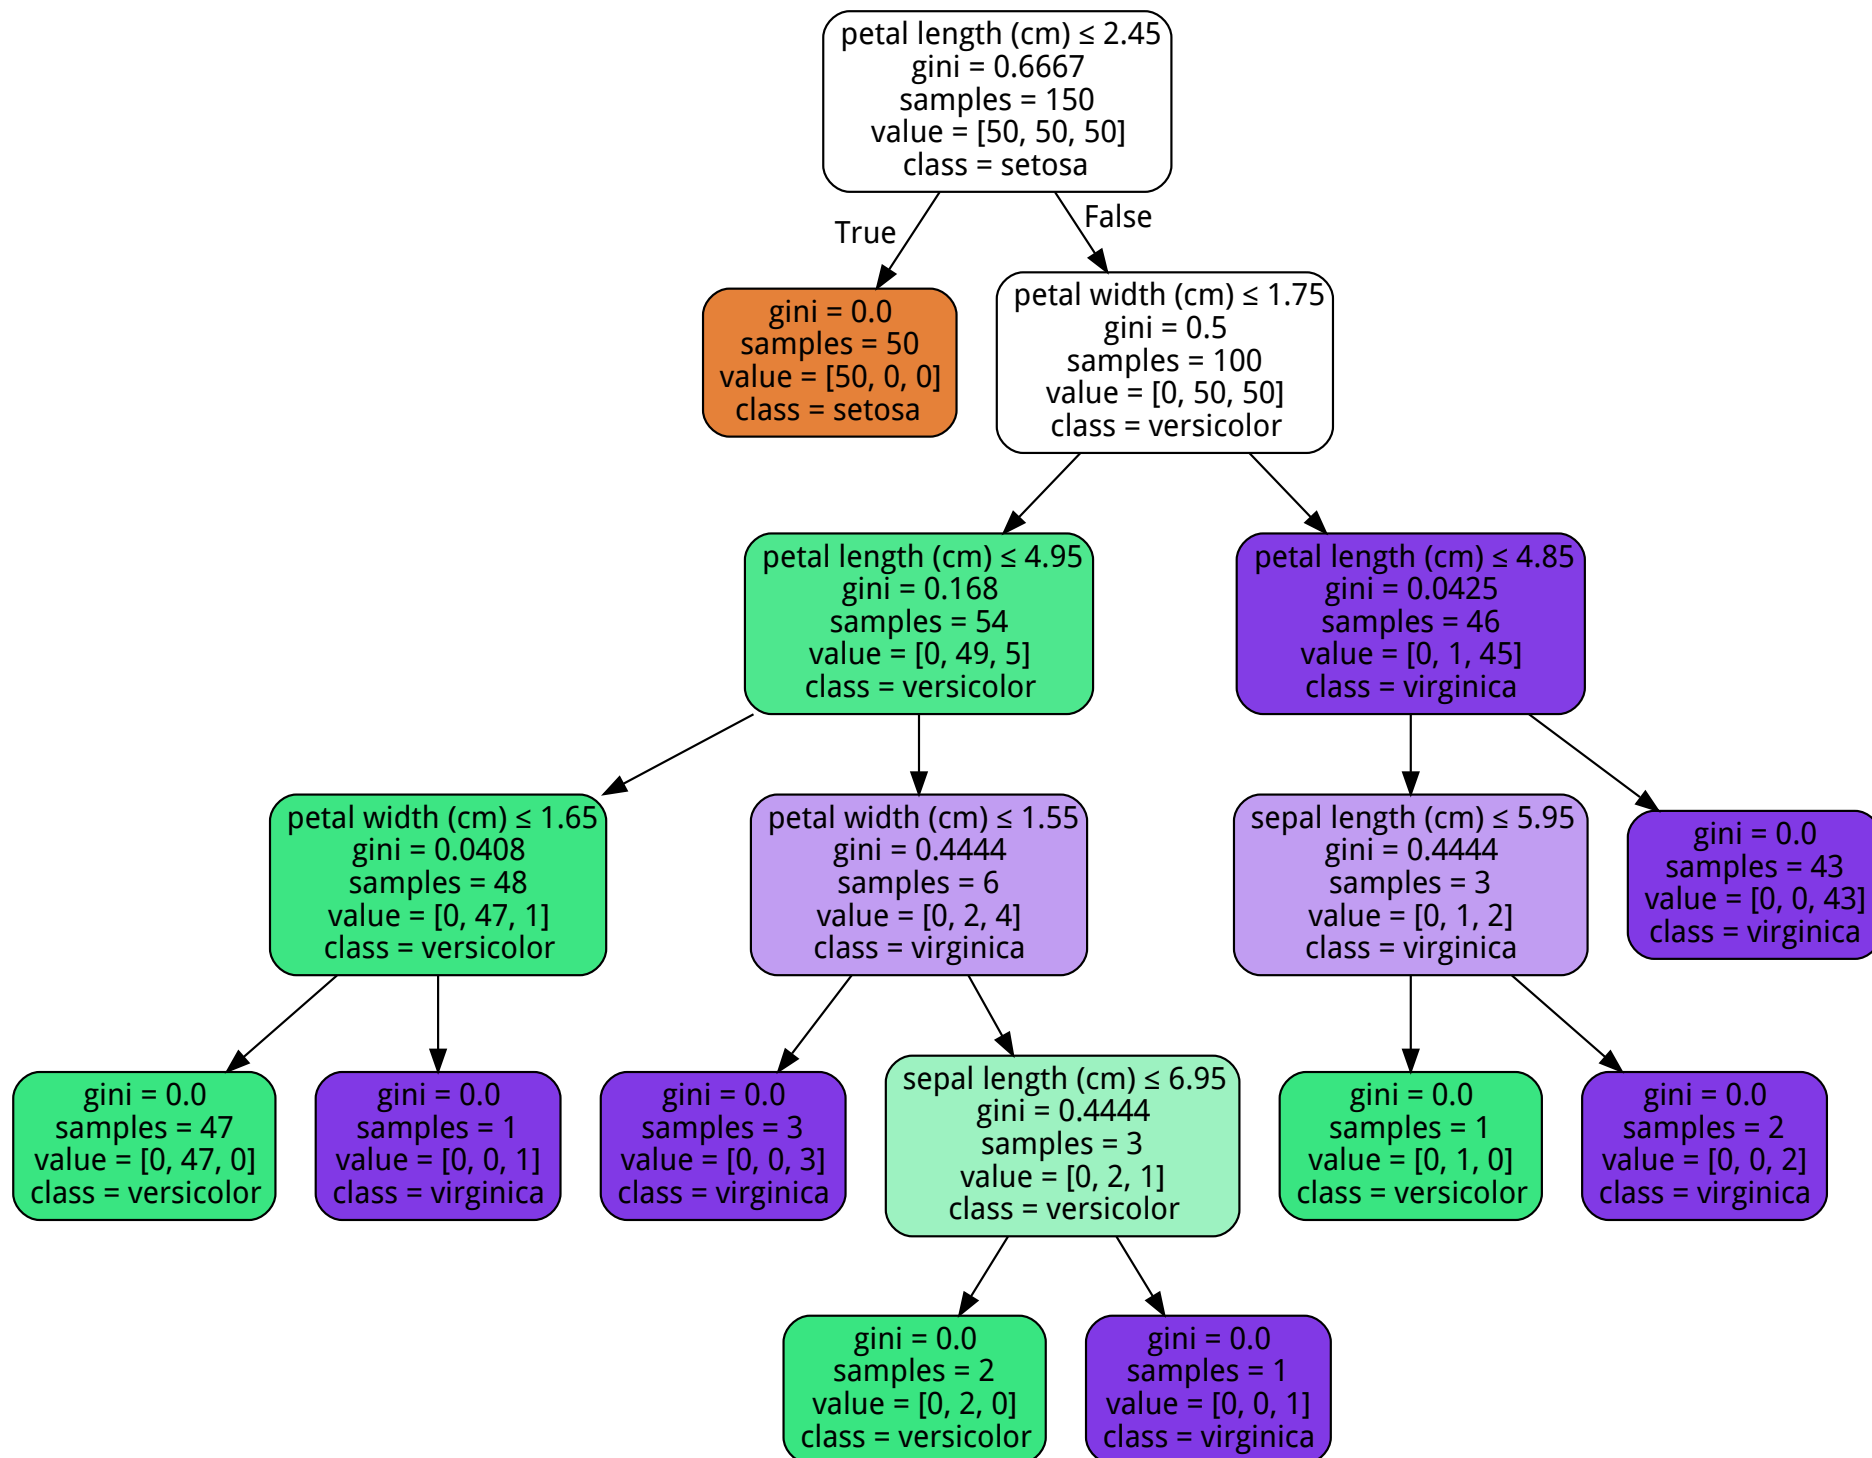 petal length (cm) ≤ 2.45
gini = 0.6667
samples = 150
value = [50, 50, 50]
class = setosa
True
False
gini = 0.0
samples = 50
value = [50, 0, 0]
class = setosa
petal width (cm) ≤ 1.75
gini = 0.5
samples = 100
value = [0, 50, 50]
class = versicolor
petal length (cm) ≤ 4.95
gini = 0.168
samples = 54
value = [0, 49, 5]
class = versicolor
petal length (cm) ≤ 4.85
gini = 0.0425
samples = 46
value = [0, 1, 45]
class = virginica
petal width (cm) ≤ 1.65
gini = 0.0408
samples = 48
value = [0, 47, 1]
class = versicolor
petal width (cm) ≤ 1.55
gini = 0.4444
samples = 6
value = [0, 2, 4]
class = virginica
sepal length (cm) ≤ 5.95
gini = 0.4444
samples = 3
value = [0, 1, 2]
class = virginica
gini = 0.0
samples = 43
value = [0, 0, 43]
class = virginica
gini = 0.0
samples = 47
value = [0, 47, 0]
class = versicolor
gini = 0.0
samples = 1
value = [0, 0, 1]
class = virginica
gini = 0.0
samples = 3
value = [0, 0, 3]
class = virginica
sepal length (cm) ≤ 6.95
gini = 0.4444
samples = 3
value = [0, 2, 1]
class = versicolor
gini = 0.0
samples = 1
value = [0, 1, 0]
class = versicolor
gini = 0.0
samples = 2
value = [0, 0, 2]
class = virginica
gini = 0.0
samples = 2
value = [0, 2, 0]
class = versicolor
gini = 0.0
samples = 1
value = [0, 0, 1]
class = virginica